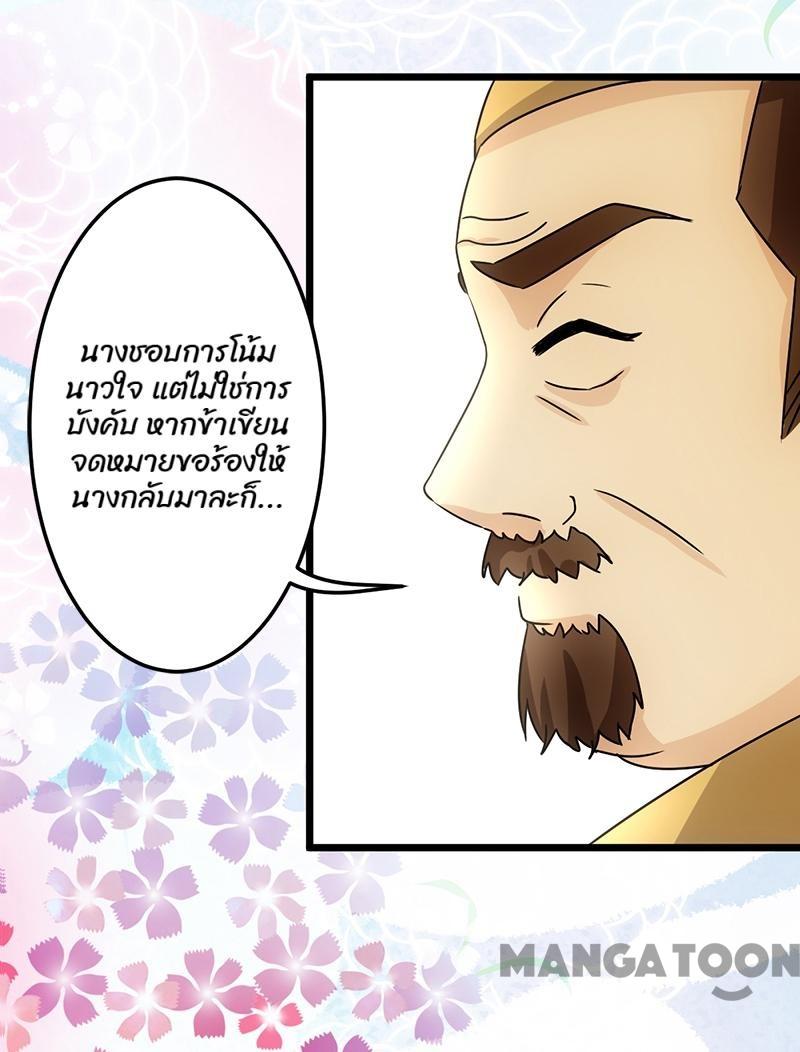 นางชอบการโน้ม
นาวใจ แต่ไม่ใช่การ
บังคับ หากข้าเขียน
จดหมายขอร้องให้
นางกลับมาละก็...
MANGATOON